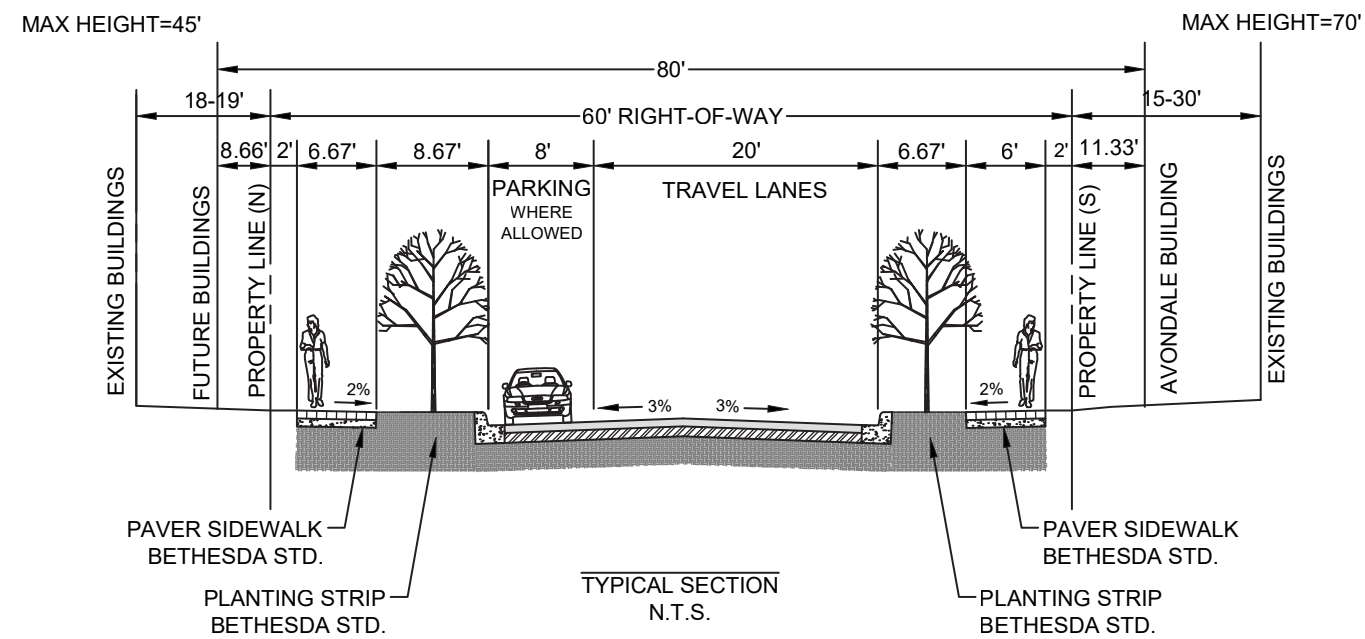 MAX HEIGHT=45'
MAX HEIGHT=70'
80'
18-19'
60' RIGHT-OF-WAY
15-30'
8.66'
2'
6.67'
8.67'
8'
20'
6.67'
6'
2'
11.33'
EXISTING BUILDINGS
FUTURE BUILDINGS
PROPERTY LINE (N)
PARKING
WHERE
ALLOWED
TRAVEL LANES
PROPERTY LINE (S)
AVONDALE BUILDING
EXISTING BUILDINGS
2%
3%
3%
2%
PAVER SIDEWALK
BETHESDA STD.
PLANTING STRIP
BETHESDA STD.
TYPICAL SECTION
N.T.S.
PAVER SIDEWALK
BETHESDA STD.
PLANTING STRIP
BETHESDA STD.